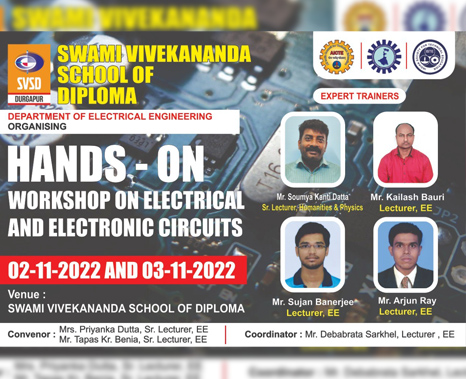 SWAMI VIVEKANANDA
SVSD
DURGAPUR
SWAMI VIVEKANANDA
SCHOOL OF
DIPLOMA
DEPARTMENT OF ELECTRICAL ENGINEERING
ORGANISING
HANDS - ON
WORKSHOP ON ELECTRICAL
AND ELECTRONIC CIRCUITS
02-11-2022 AND 03-11-2022
Venue :
SWAMI VIVEKANANDA SCHOOL OF DIPLOMA
AICTE
EXPERT TRAINERS
Mr. Soumya Kanti Datta
Sr. Lecturer, Humanities & Physics
Mr. Kailash Bauri
Lecturer, EE
Mr. Sujan Banerjee
Lecturer, EE
Mr. Arjun Ray
Lecturer, EE
Convenor : Mrs. Priyanka Dutta, Sr. Lecturer, EE
Mr. Tapas Kr. Benia, Sr. Lecturer, EE
Coordinator : Mr. Debabrata Sarkhel, Lecturer , EE